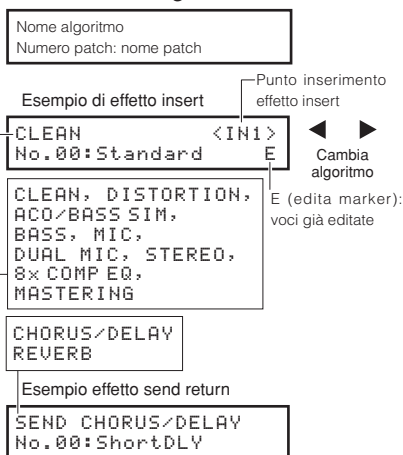 Nome algoritmo
Numero patch: nome patch
Punto inserimento
effetto insert
Esempio di effetto insert
CLEAN <IN1>
No.00:Standard E
Cambia
algoritmo
E (edita marker):
voci già editate
CLEAN, DISTORTION,
ACO/BASS SIM,
BASS, MIC,
DUAL MIC, STEREO,
8x COMP EQ,
MASTERING
CHORUS/DELAY
REVERB
Esempio effetto send return
SEND CHORUS/DELAY
No.00:ShortDLY